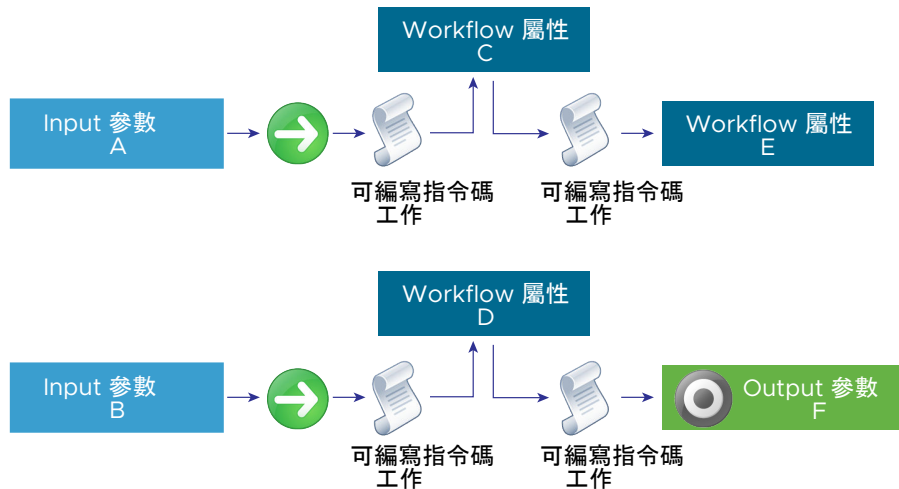 Workflow 屬性
C
Input 參數
A
Workflow 屬性
E
可編寫指令碼
工作
可編寫指令碼
工作
Workflow 屬性
D
Input 參數
B
Output 參數
F
可編寫指令碼
工作
可編寫指令碼
工作